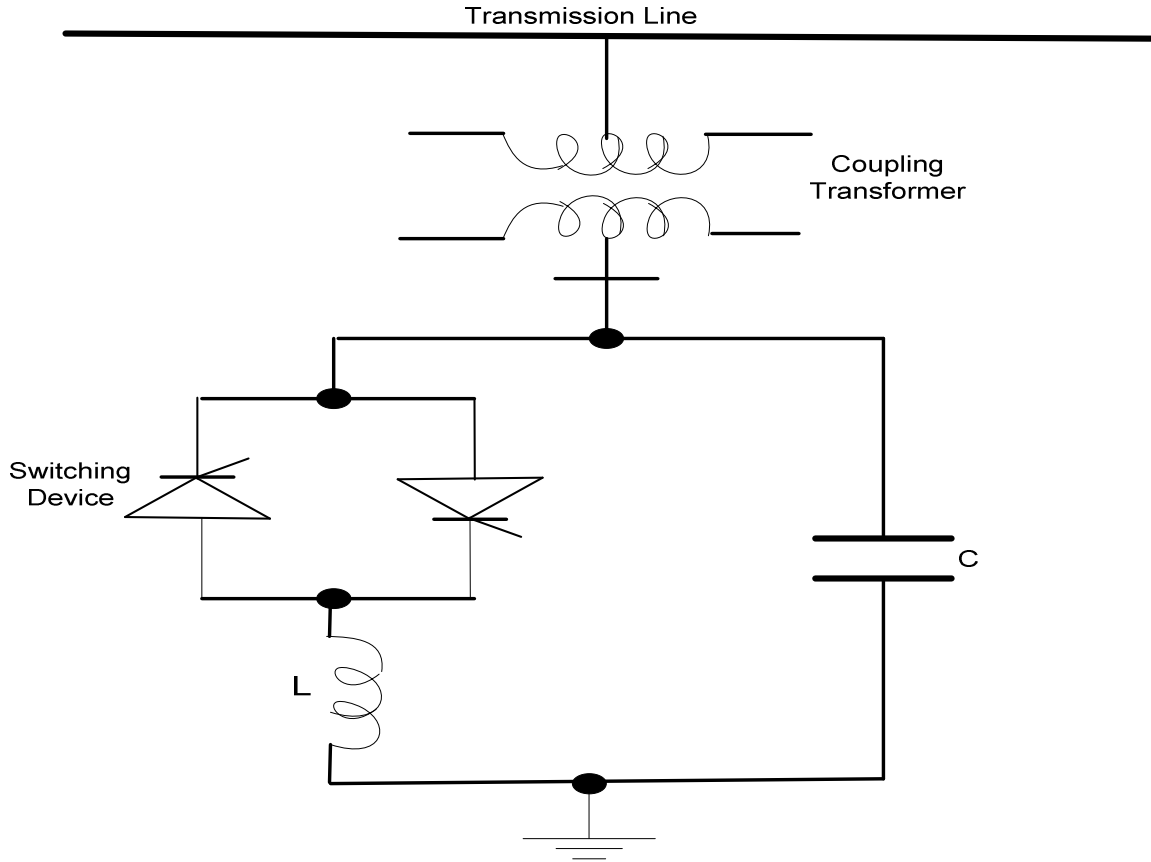 Transmission Line
Coupling
Transformer
Switching
Device
C
L